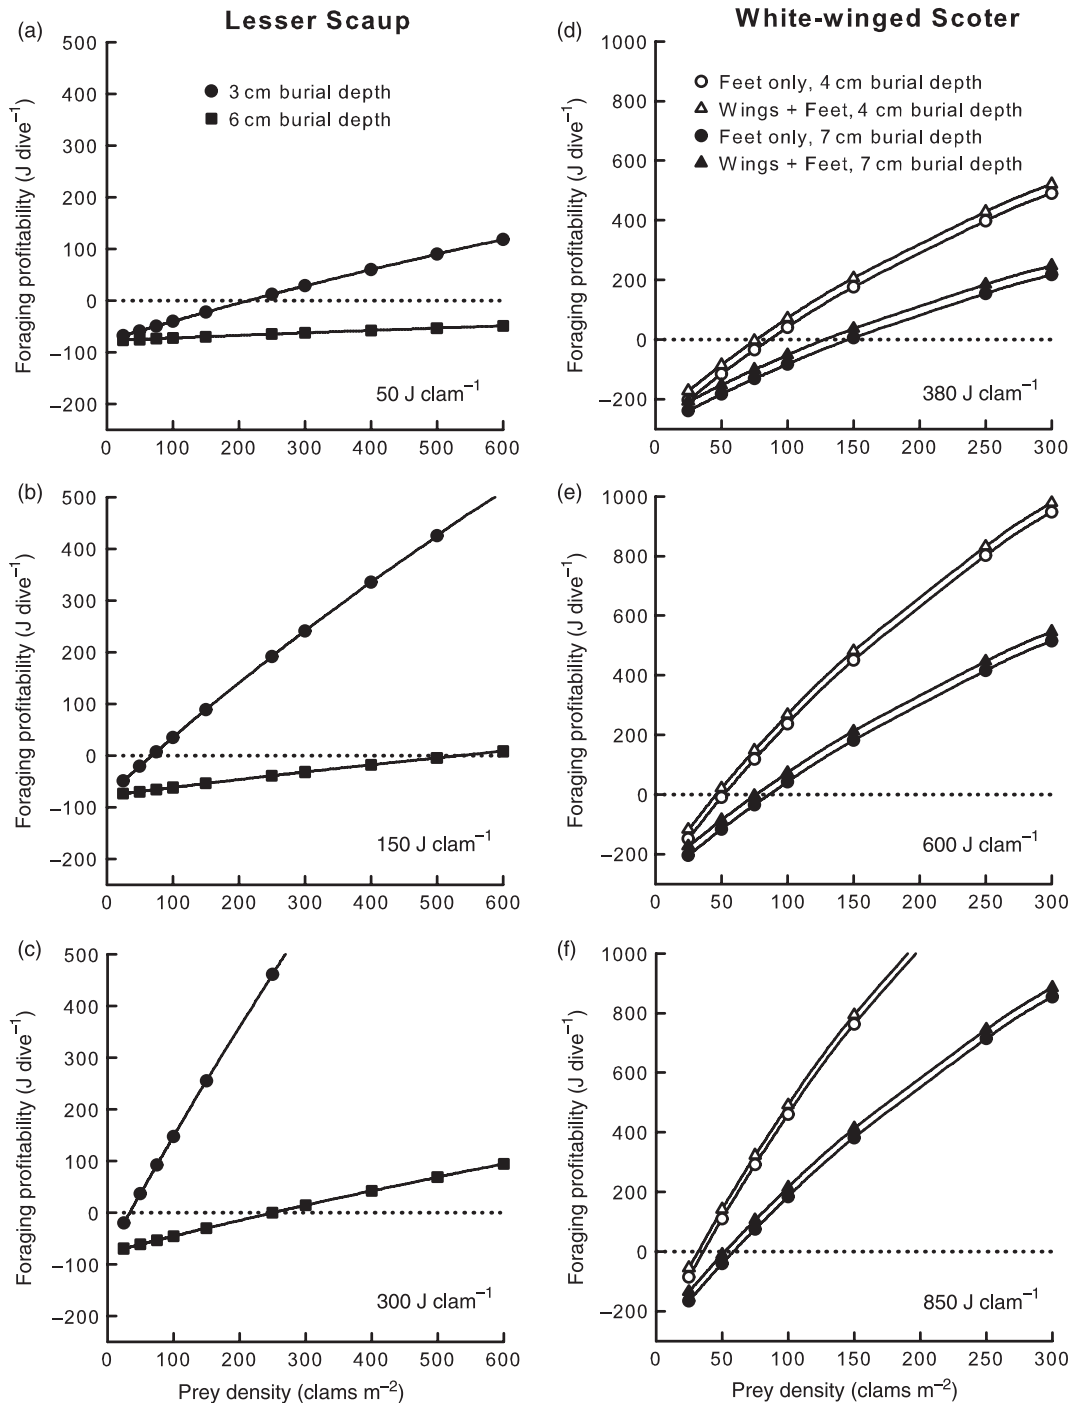 Lesser Scaup
White-winged Scoter
(a)
500
400
300
200
100
0
−100
−200
Foraging profitability (J dive⁻¹)
3 cm burial depth
6 cm burial depth
50 J clam⁻¹
0 100 200 300 400 500 600
(d)
1000
800
600
400
200
0
−200
Foraging profitability (J dive⁻¹)
Feet only, 4 cm burial depth
Wings + Feet, 4 cm burial depth
Feet only, 7 cm burial depth
Wings + Feet, 7 cm burial depth
380 J clam⁻¹
0 50 100 150 200 250 300
(b)
500
400
300
200
100
0
−100
−200
Foraging profitability (J dive⁻¹)
150 J clam⁻¹
0 100 200 300 400 500 600
(e)
1000
800
600
400
200
0
−200
Foraging profitability (J dive⁻¹)
600 J clam⁻¹
0 50 100 150 200 250 300
(c)
500
400
300
200
100
0
−100
−200
Foraging profitability (J dive⁻¹)
300 J clam⁻¹
0 100 200 300 400 500 600
Prey density (clams m⁻²)
(f)
1000
800
600
400
200
0
−200
Foraging profitability (J dive⁻¹)
850 J clam⁻¹
0 50 100 150 200 250 300
Prey density (clams m⁻²)